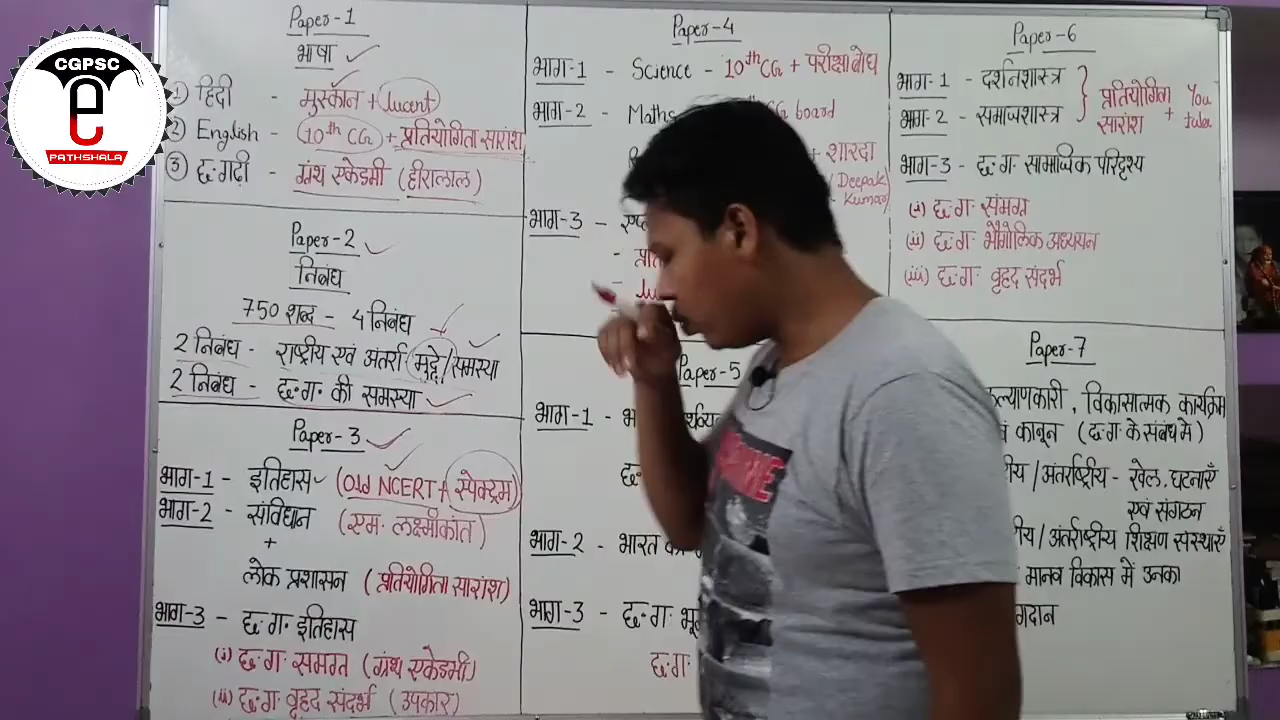 CGPSC
e
PATHSHALA
Paper-1
भाषा
① हिंदी - मुस्कान + lucent
② English - 10th CG + प्रतियोगिता सारांश
③ छ.गढ़ी - ग्रंथ एकेडमी (हीरालाल)
Paper-2
निबंध
750 शब्द - 4 निबंध
2 निबंध - राष्ट्रीय एवं अंतर्रा मुद्दे/समस्या
2 निबंध - छ.ग. की समस्या
Paper-3
भाग-1 - इतिहास (Old NCERT + स्पेक्ट्रम)
भाग-2 - संविधान (एम. लक्ष्मीकांत)
+
लोक प्रशासन (प्रतियोगिता सारांश)
भाग-3 - छ.ग. इतिहास
(i) छ.ग. समग्र (ग्रंथ एकेडमी)
(ii) छ.ग. वृहद संदर्भ (उपकार)
Paper-4
भाग-1 - Science - 10th CG + परीक्षा बोध
भाग-2 - Maths CG board
+ शारदा
(Deepak Kumar)
भाग-3 -
Paper-5
भाग-1 -
छ.ग
भाग-2 - भारत का
भाग-3 - छ.ग. भू
छ.ग
Paper-6
भाग-1 - दर्शनशास्त्र
भाग-2 - समाजशास्त्र
} प्रतियोगिता सारांश + You tube
भाग-3 - छ.ग. सामाजिक परिदृश्य
(i) छ.ग. समग्र
(ii) छ.ग. भौगोलिक अध्ययन
(iii) छ.ग. वृहद संदर्भ
Paper-7
कल्याणकारी, विकासात्मक कार्यक्रम
एवं कानून (छ.ग के संबंध में)
रीय/अंतर्राष्ट्रीय - खेल, घटनाएँ
एवं संगठन
रीय/अंतर्राष्ट्रीय शिक्षण संस्थाएँ
मानव विकास में उनका
गदान